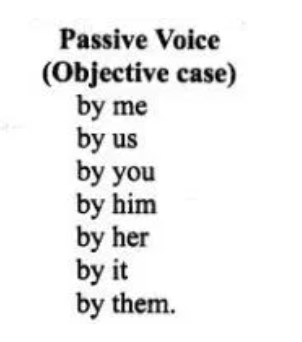 Passive Voice
(Objective case)
by me
by us
by you
by him
by her
by it
by them.